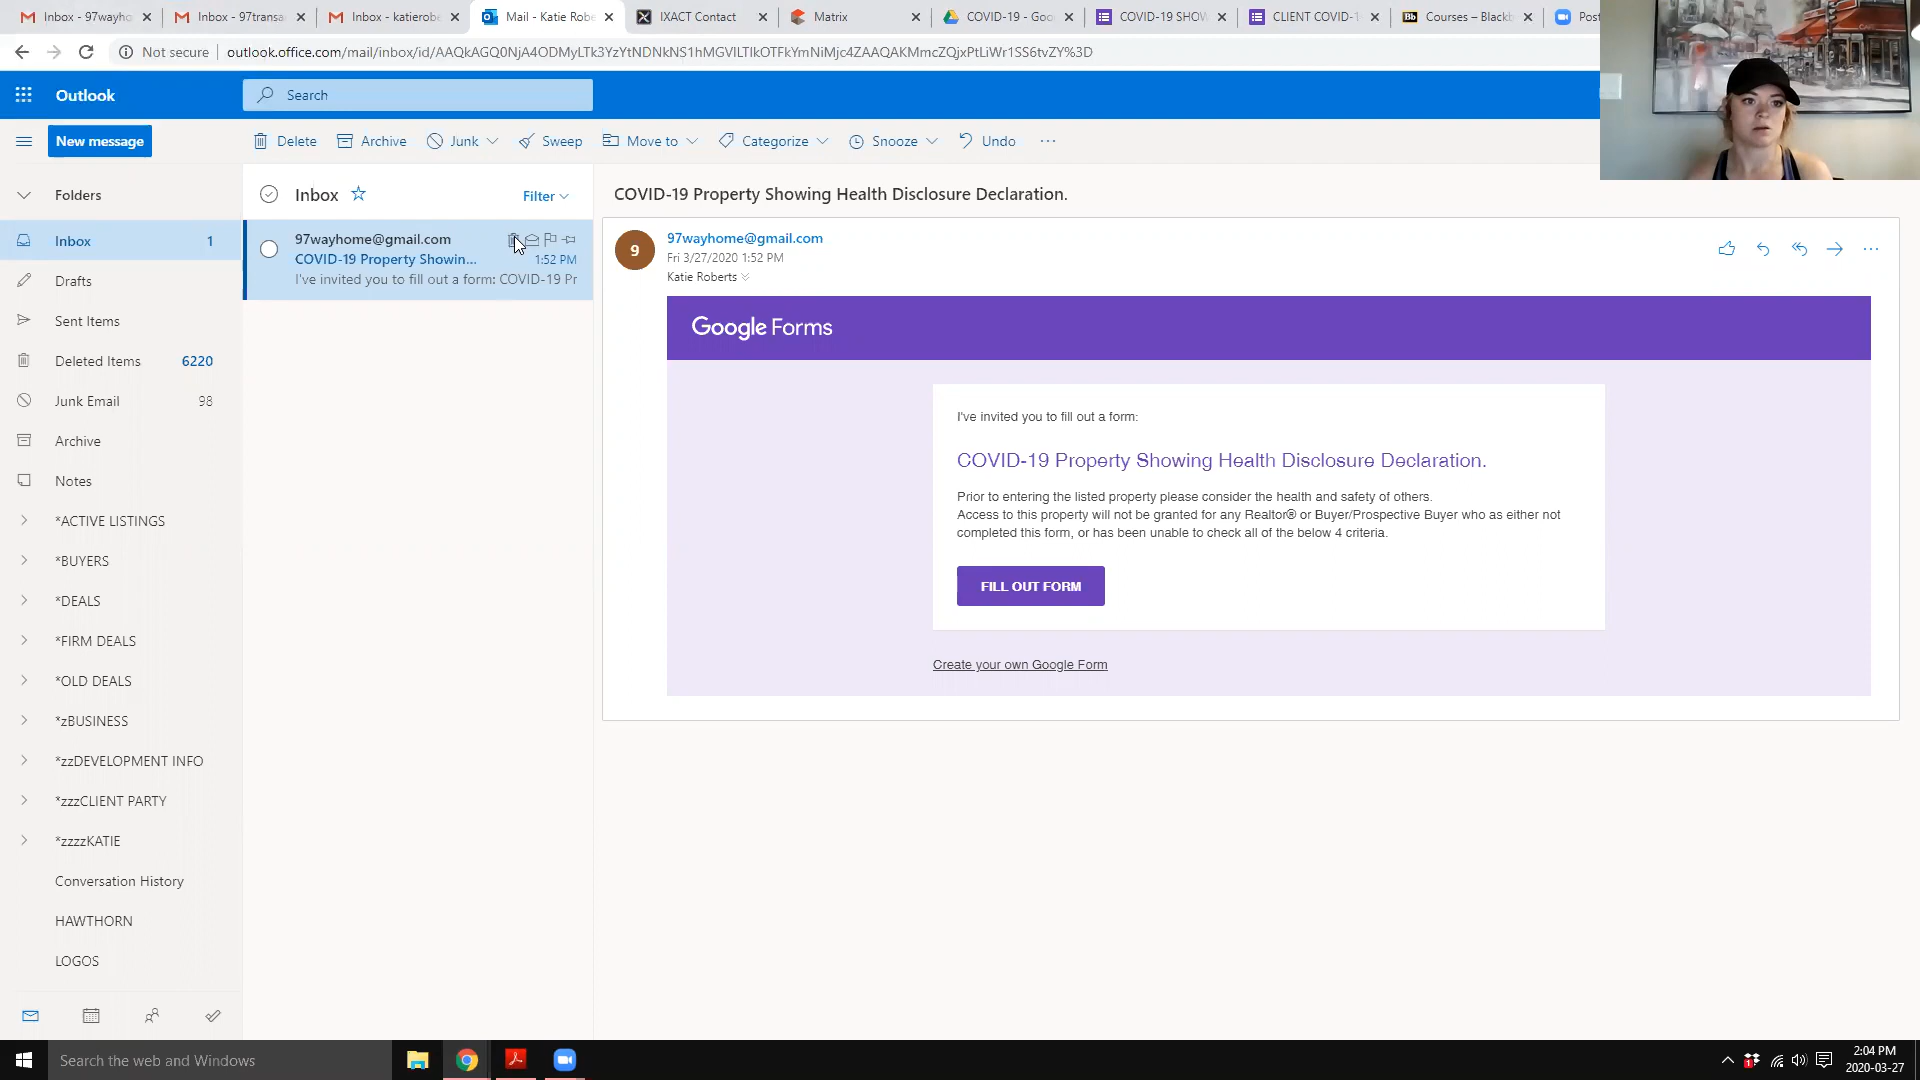 Inbox - 97wayho
Inbox - 97transa
Inbox - katierobe
Mail - Katie Robe
IXACT Contact
Matrix
COVID-19 - Goo
COVID-19 SHOW
CLIENT COVID-1
Bb Courses – Blackb
Post
Not secure
outlook.office.com/mail/inbox/id/AAQkAGQ0NjA4ODMyLTk3YzYtNDNkNS1hMGVlLTlkOTFkYmNiMjc4ZAAQAKMmcZQjxPtLiWr1SS6tvZY%3D
Outlook
Search
New message
Delete
Archive
Junk
Sweep
Move to
Categorize
Snooze
Undo
Folders
Inbox 1
Drafts
Sent Items
Deleted Items 6220
Junk Email 98
Archive
Notes
*ACTIVE LISTINGS
*BUYERS
*DEALS
*FIRM DEALS
*OLD DEALS
*zBUSINESS
*zzDEVELOPMENT INFO
*zzzCLIENT PARTY
*zzzzKATIE
Conversation History
HAWTHORN
LOGOS
Inbox
Filter
97wayhome@gmail.com
COVID-19 Property Showin... 1:52 PM
I've invited you to fill out a form: COVID-19 Pr
COVID-19 Property Showing Health Disclosure Declaration.
9
97wayhome@gmail.com
Fri 3/27/2020 1:52 PM
Katie Roberts
Google Forms
I've invited you to fill out a form:
COVID-19 Property Showing Health Disclosure Declaration.
Prior to entering the listed property please consider the health and safety of others.
Access to this property will not be granted for any Realtor® or Buyer/Prospective Buyer who as either not
completed this form, or has been unable to check all of the below 4 criteria.
FILL OUT FORM
Create your own Google Form
Search the web and Windows
2:04 PM
2020-03-27